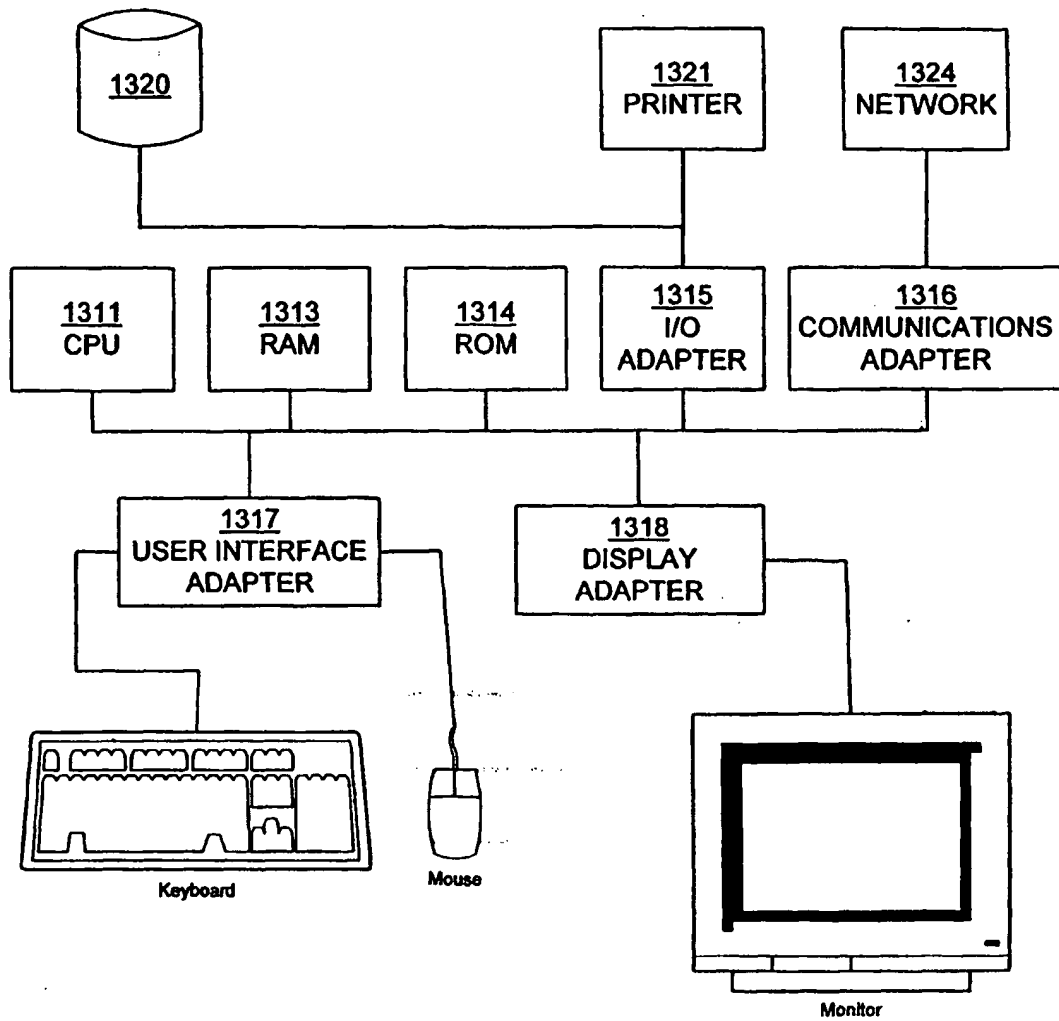 1320
1321
PRINTER
1324
NETWORK
1311
CPU
1313
RAM
1314
ROM
1315
I/O
ADAPTER
1316
COMMUNICATIONS
ADAPTER
1317
USER INTERFACE
ADAPTER
1318
DISPLAY
ADAPTER
Keyboard
Mouse
Monitor